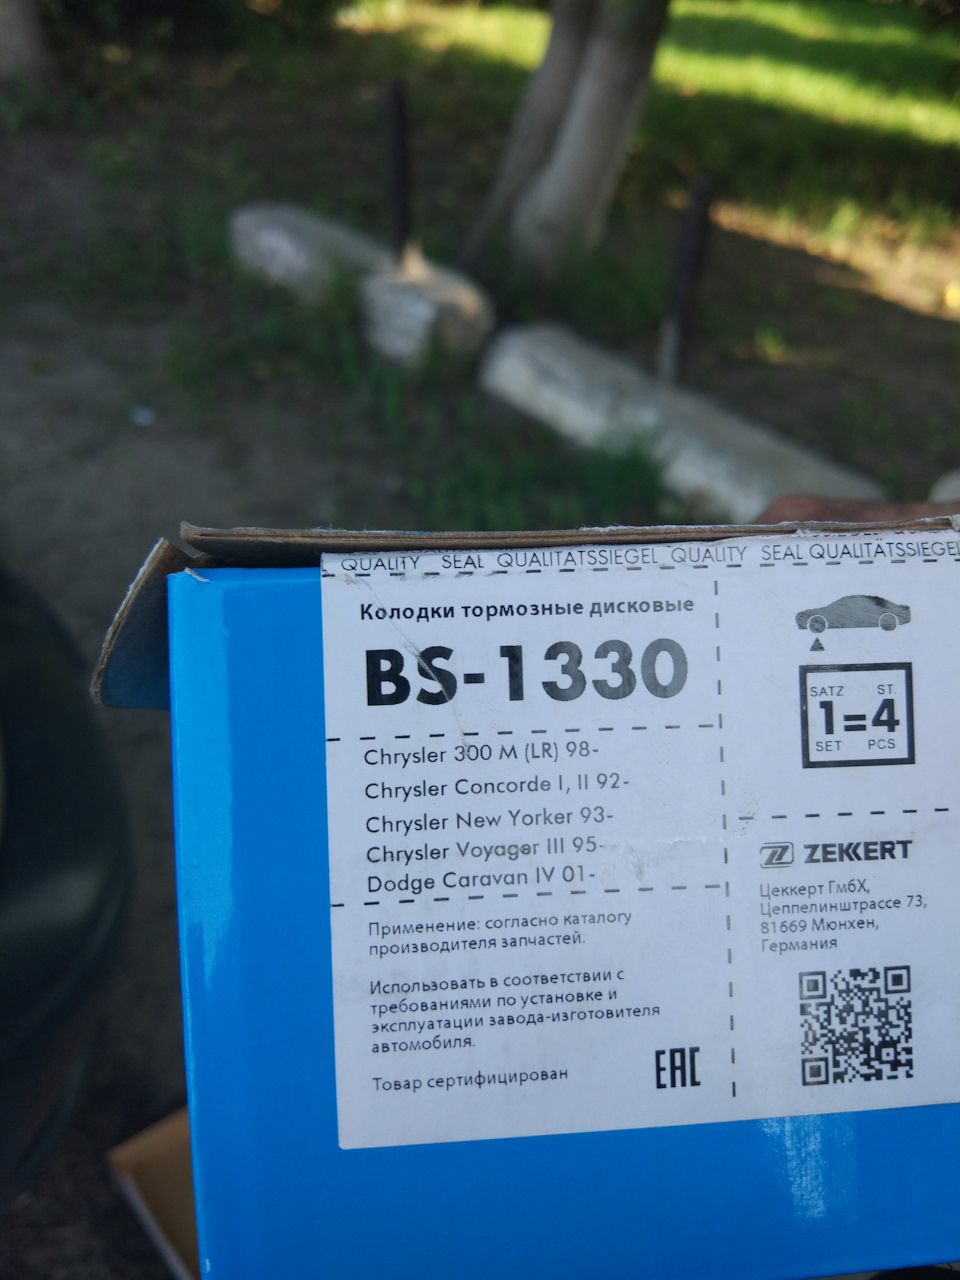 QUALITY SEAL QUALITÄTSSIEGEL QUALITY SEAL QUALITÄTSSIEGEL
Колодки тормозные дисковые
BS-1330
Chrysler 300 M (LR) 98-
Chrysler Concorde I, II 92-
Chrysler New Yorker 93-
Chrysler Voyager III 95-
Dodge Caravan IV 01-
Применение: согласно каталогу
производителя запчастей.
Использовать в соответствии с
требованиями по установке и
эксплуатации завода-изготовителя
автомобиля.
Товар сертифицирован
EAC
SATZ ST.
1=4
SET PCS
ZEKKERT
Цеккерт ГмбХ,
Цеппелинштрассе 73,
81669 Мюнхен,
Германия